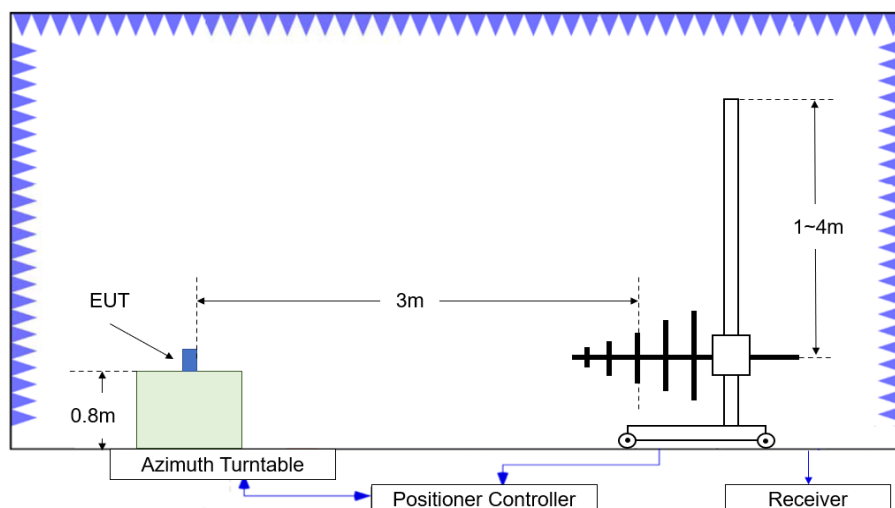 1~4m
EUT
3m
0.8m
Azimuth Turntable
Positioner Controller
Receiver